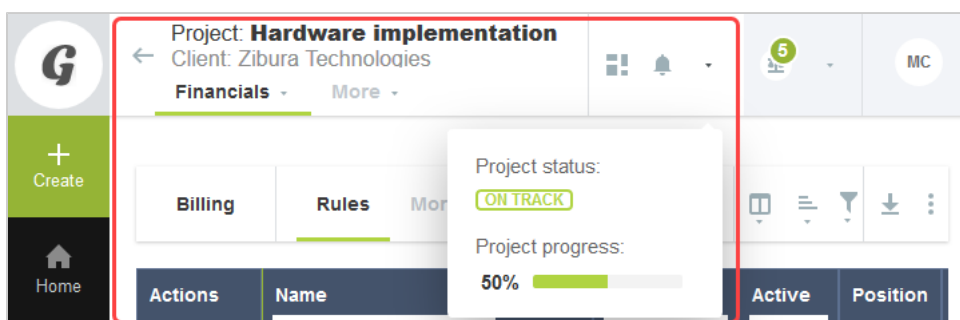 G
Project: Hardware implementation
Client: Zibura Technologies
Financials
More
5
MC
Create
Project status:
ON TRACK
Billing
Rules
Mor
Project progress:
50%
Home
Actions
Name
Active
Position